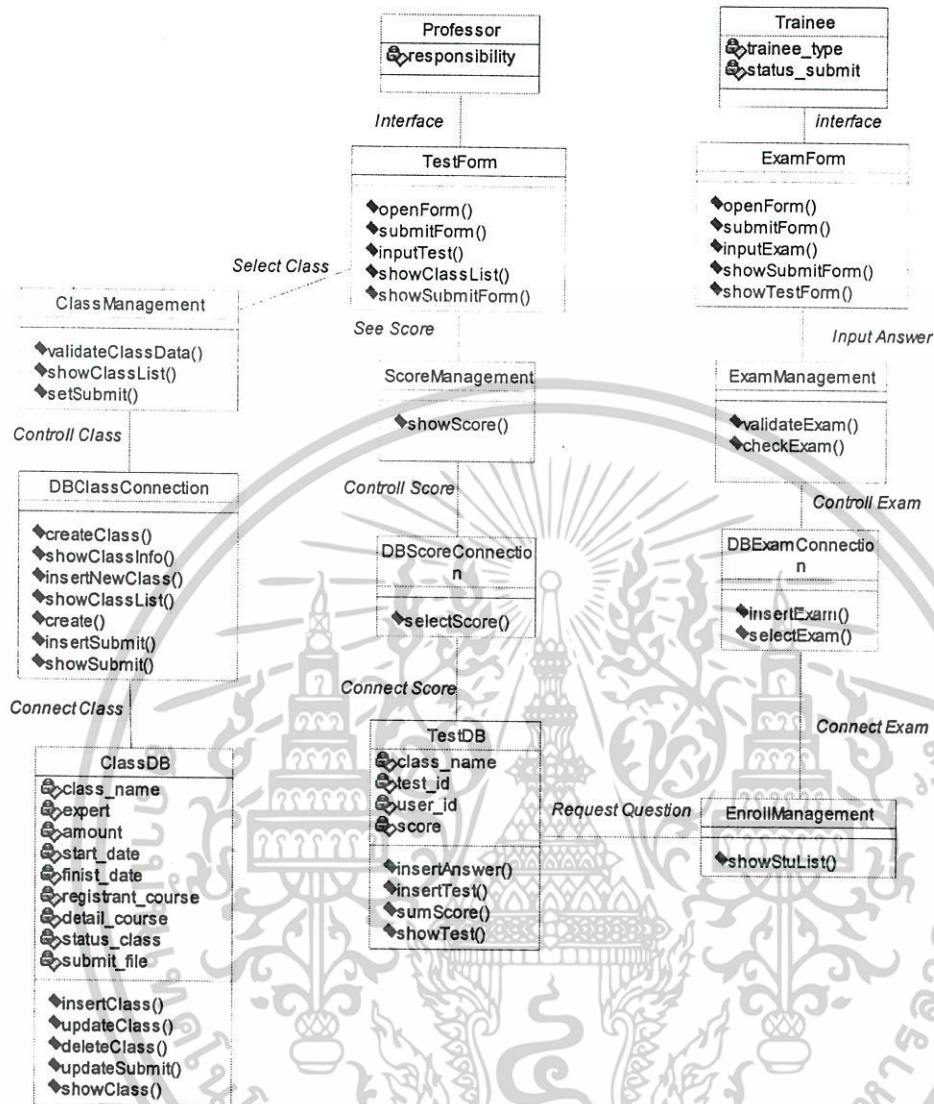 Professor
responsibility
Trainee
trainee_type
status_submit
Interface
interface
TestForm
openForm()
submitForm()
inputTest()
showClassList()
showSubmitForm()
ExamForm
openForm()
submitForm()
inputExam()
showSubmitForm()
showTestForm()
Select Class
See Score
Input Answer
ClassManagement
validateClassData()
showClassList()
setSubmit()
ScoreManagement
showScore()
ExamManagement
validateExam()
checkExam()
Controll Class
Controll Score
Controll Exam
DBClassConnection
createClass()
showClassInfo()
insertNewClass()
showClassList()
create()
insertSubmit()
showSubmit()
DBScoreConnectio
n
selectScore()
DBExamConnectio
n
insertExam()
selectExam()
Connect Class
Connect Score
Connect Exam
ClassDB
class_name
expert
amount
start_date
finist_date
registrant_course
detail_course
status_class
submit_file
insertClass()
updateClass()
deleteClass()
updateSubmit()
showClass()
TestDB
class_name
test_id
user_id
score
insertAnswer()
insertTest()
sumScore()
showTest()
Request Question
EnrollManagement
showStuList()